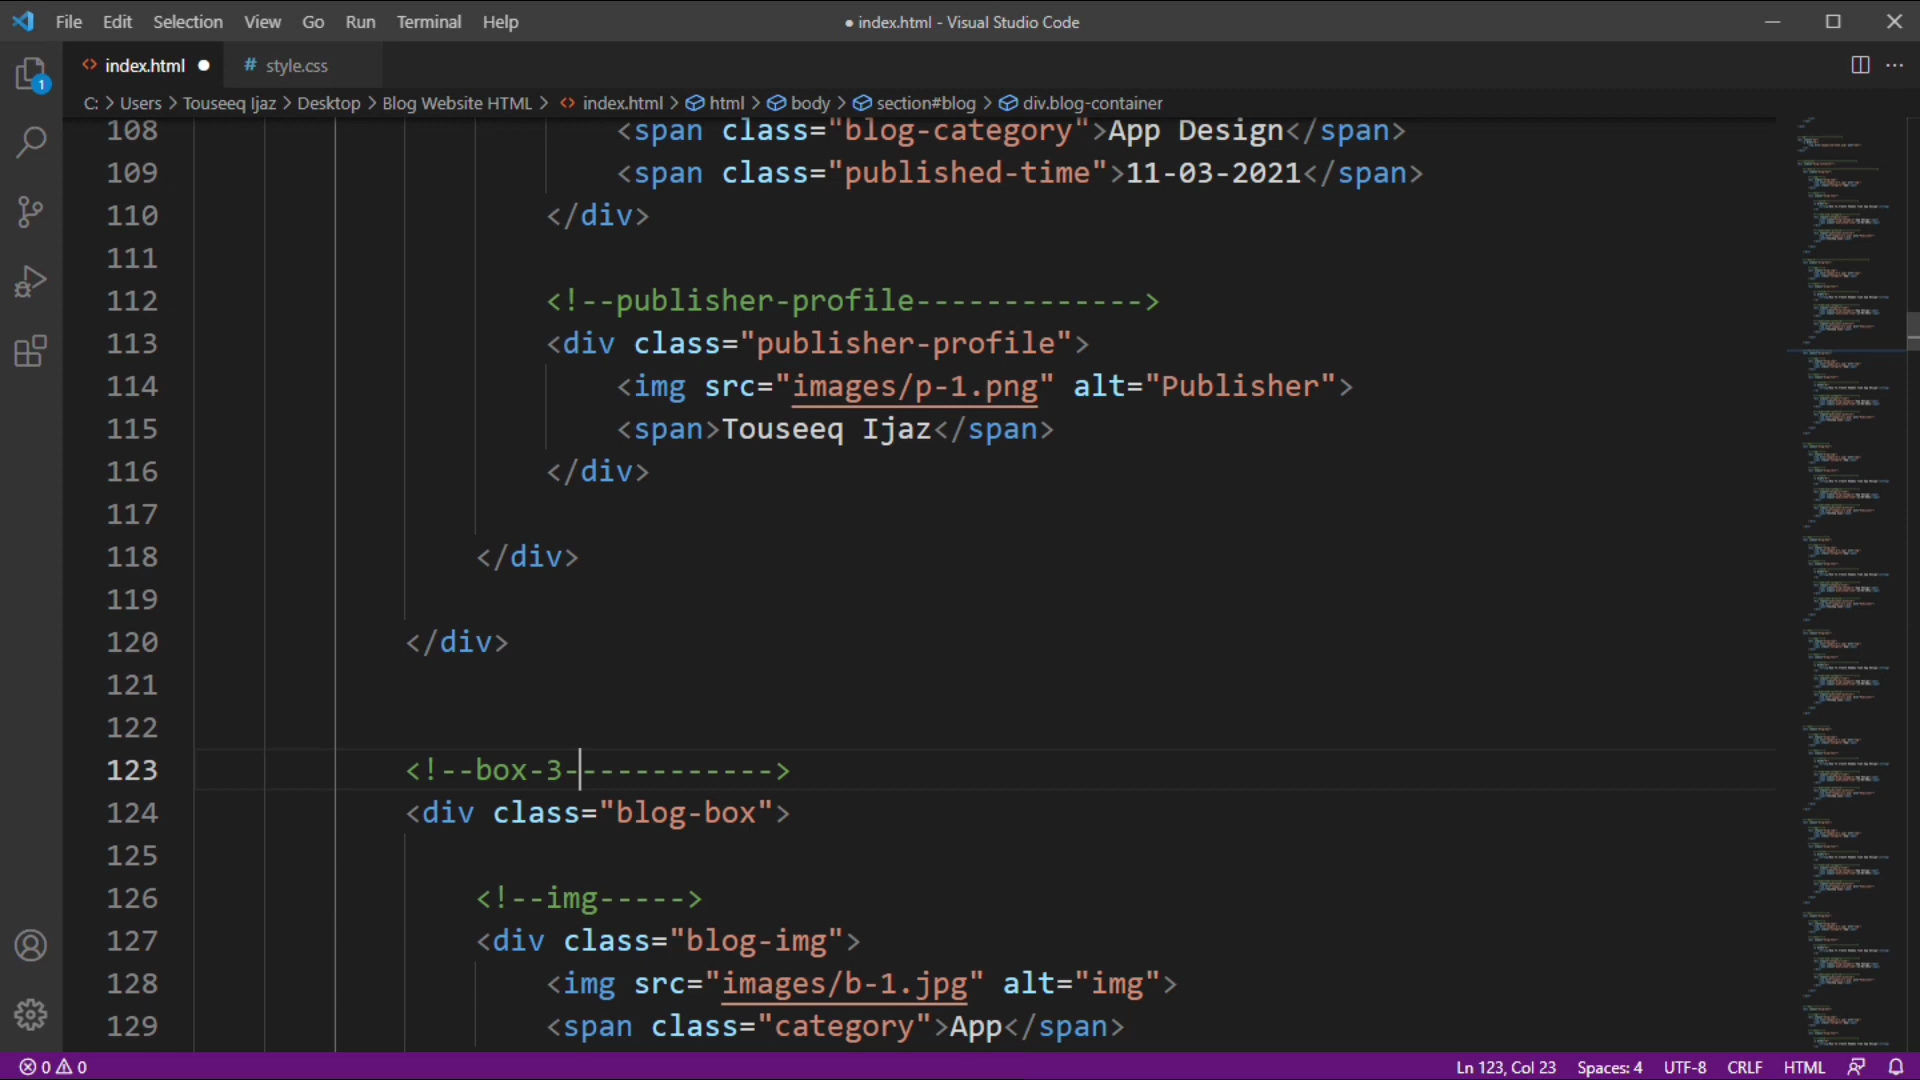 File Edit Selection View Go Run Terminal Help
● index.html - Visual Studio Code
index.html ●
# style.css
1
C: > Users > Touseeq Ijaz > Desktop > Blog Website HTML > <> index.html > html > body > section#blog > div.blog-container
108 <span class="blog-category">App Design</span>
109 <span class="published-time">11-03-2021</span>
110 </div>
111
112 <!--publisher-profile------------->
113 <div class="publisher-profile">
114 <img src="images/p-1.png" alt="Publisher">
115 <span>Touseeq Ijaz</span>
116 </div>
117
118 </div>
119
120 </div>
121
122
123 <!--box-3------------>
124 <div class="blog-box">
125
126 <!--img----->
127 <div class="blog-img">
128 <img src="images/b-1.jpg" alt="img">
129 <span class="category">App</span>
0 0
Ln 123, Col 23 Spaces: 4 UTF-8 CRLF HTML